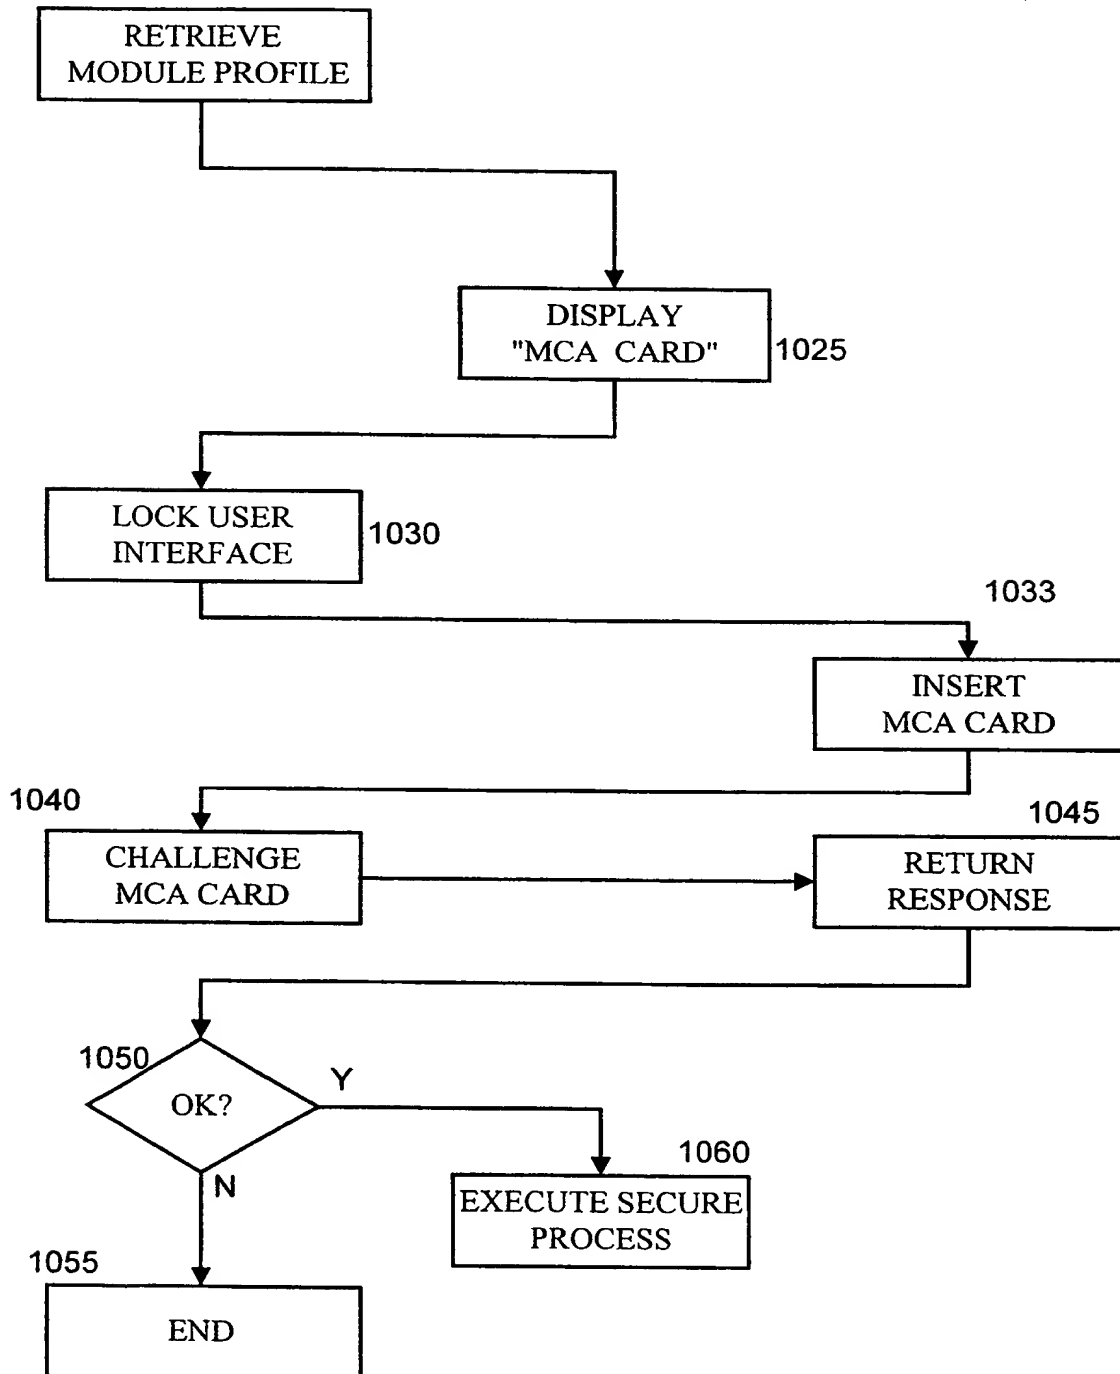 RETRIEVE
MODULE PROFILE
DISPLAY
"MCA CARD"
1025
LOCK USER
INTERFACE
1030
1033
INSERT
MCA CARD
1040
CHALLENGE
MCA CARD
1045
RETURN
RESPONSE
1050
OK?
Y
N
1060
EXECUTE SECURE
PROCESS
1055
END